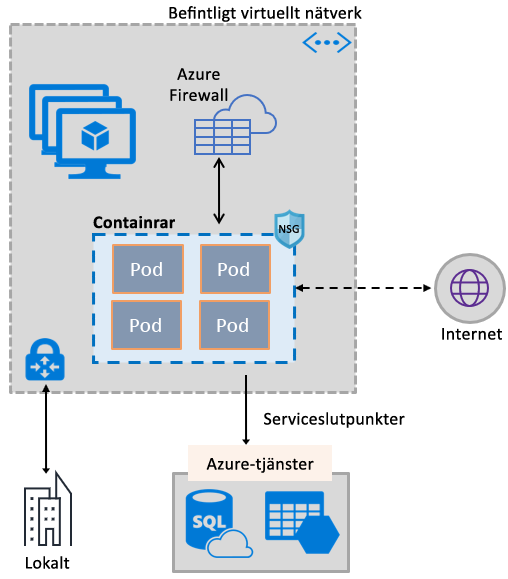 Befintligt virtuellt nätverk
Azure
Firewall
Containrar
NSG
Pod
Pod
Pod
Pod
Internet
Serviceslutpunkter
Azure-tjänster
SQL
Lokalt